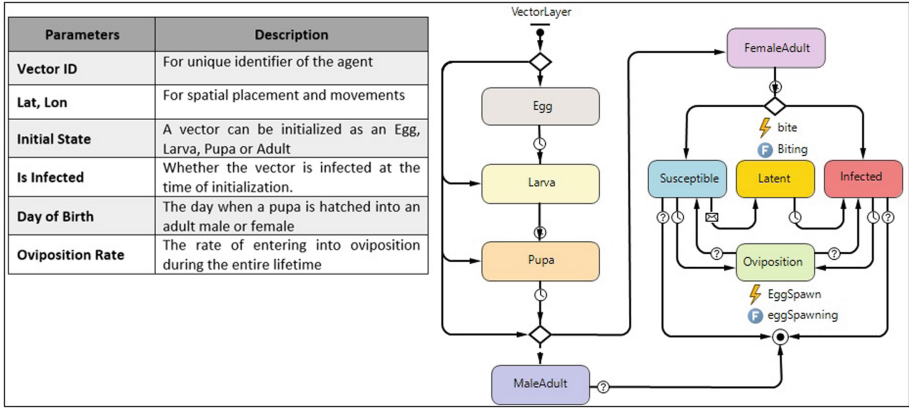 Parameters Description
Vector ID For unique identifier of the agent
Lat, Lon For spatial placement and movements
Initial State A vector can be initialized as an Egg,
Larva, Pupa or Adult
Is Infected Whether the vector is infected at the
time of initialization.
Day of Birth The day when a pupa is hatched into an
adult male or female
Oviposition Rate The rate of entering into oviposition
during the entire lifetime
VectorLayer
Egg
Larva
Pupa
MaleAdult
?
FemaleAdult
bite
F Biting
Susceptible Latent Infected
? ?
? ?
Oviposition
EggSpawn
F eggSpawning